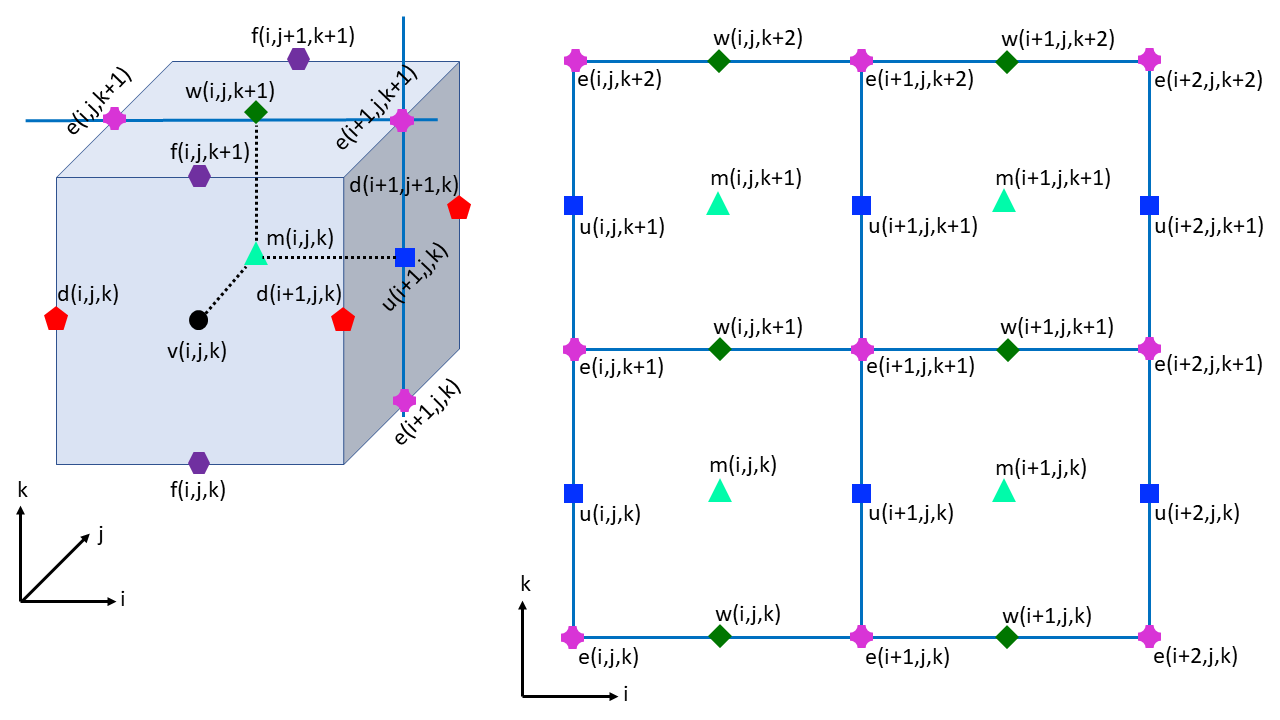 f(i,j+1,k+1)
e(i,j,k+1)
w(i,j,k+1)
e(i+1,j,k+1)
f(i,j,k+1)
d(i+1,j+1,k)
m(i,j,k)
u(i+1,j,k)
d(i,j,k)
d(i+1,j,k)
v(i,j,k)
e(i+1,j,k)
f(i,j,k)
k
j
i
w(i,j,k+2)
w(i+1,j,k+2)
e(i,j,k+2)
e(i+1,j,k+2)
e(i+2,j,k+2)
m(i,j,k+1)
m(i+1,j,k+1)
u(i,j,k+1)
u(i+1,j,k+1)
u(i+2,j,k+1)
w(i,j,k+1)
w(i+1,j,k+1)
e(i,j,k+1)
e(i+1,j,k+1)
e(i+2,j,k+1)
m(i,j,k)
m(i+1,j,k)
u(i,j,k)
u(i+1,j,k)
u(i+2,j,k)
w(i,j,k)
w(i+1,j,k)
e(i,j,k)
e(i+1,j,k)
e(i+2,j,k)
k
i